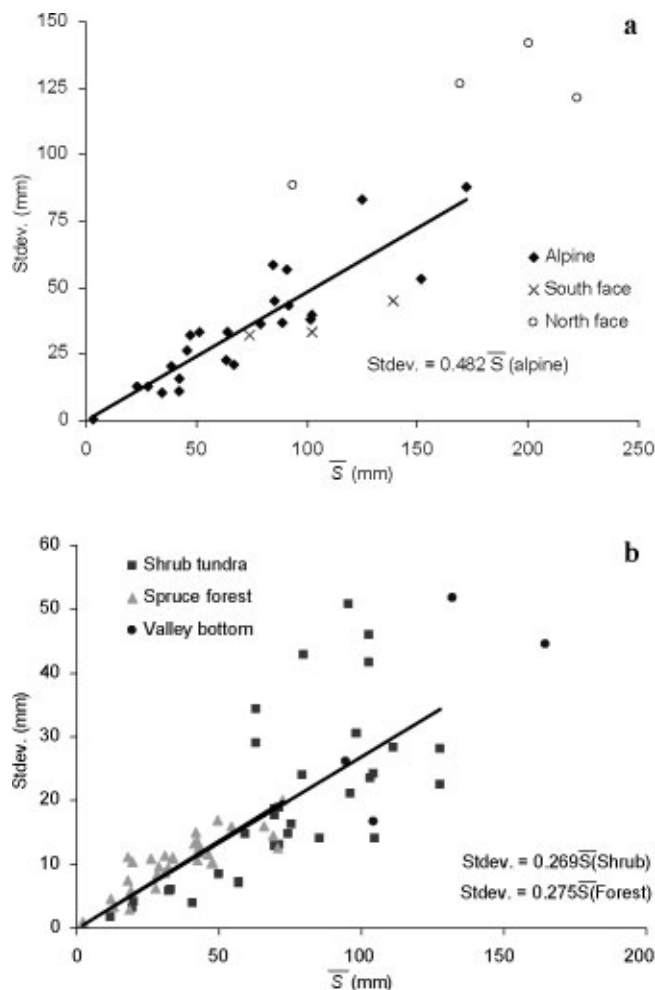 a
150
125
100
75
50
25
0
Stdev. (mm)
Alpine
South face
North face
Stdev. = 0.482 S̅ (alpine)
0 50 100 150 200 250
S̅ (mm)
b
60
50
40
30
20
10
0
Stdev. (mm)
Shrub tundra
Spruce forest
Valley bottom
Stdev. = 0.269S̅(Shrub)
Stdev. = 0.275S̅(Forest)
0 50 100 150 200
S̅ (mm)